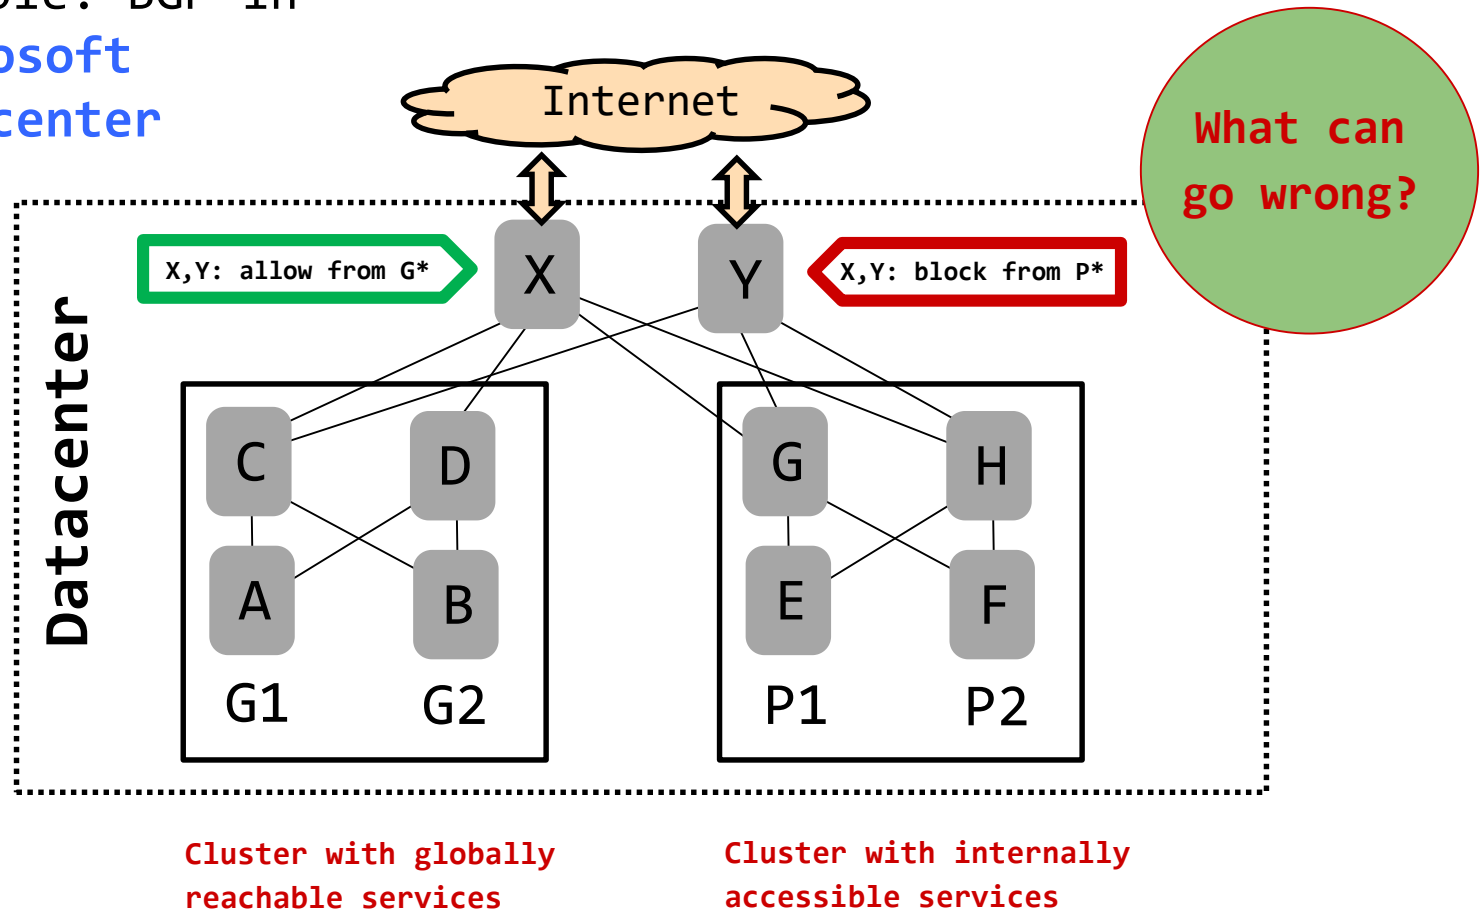 osoft
center
Internet
What can
go wrong?
X,Y: allow from G*
X
Y
X,Y: block from P*
Datacenter
C
D
G
H
A
B
E
F
G1
G2
P1
P2
Cluster with globally
reachable services
Cluster with internally
accessible services